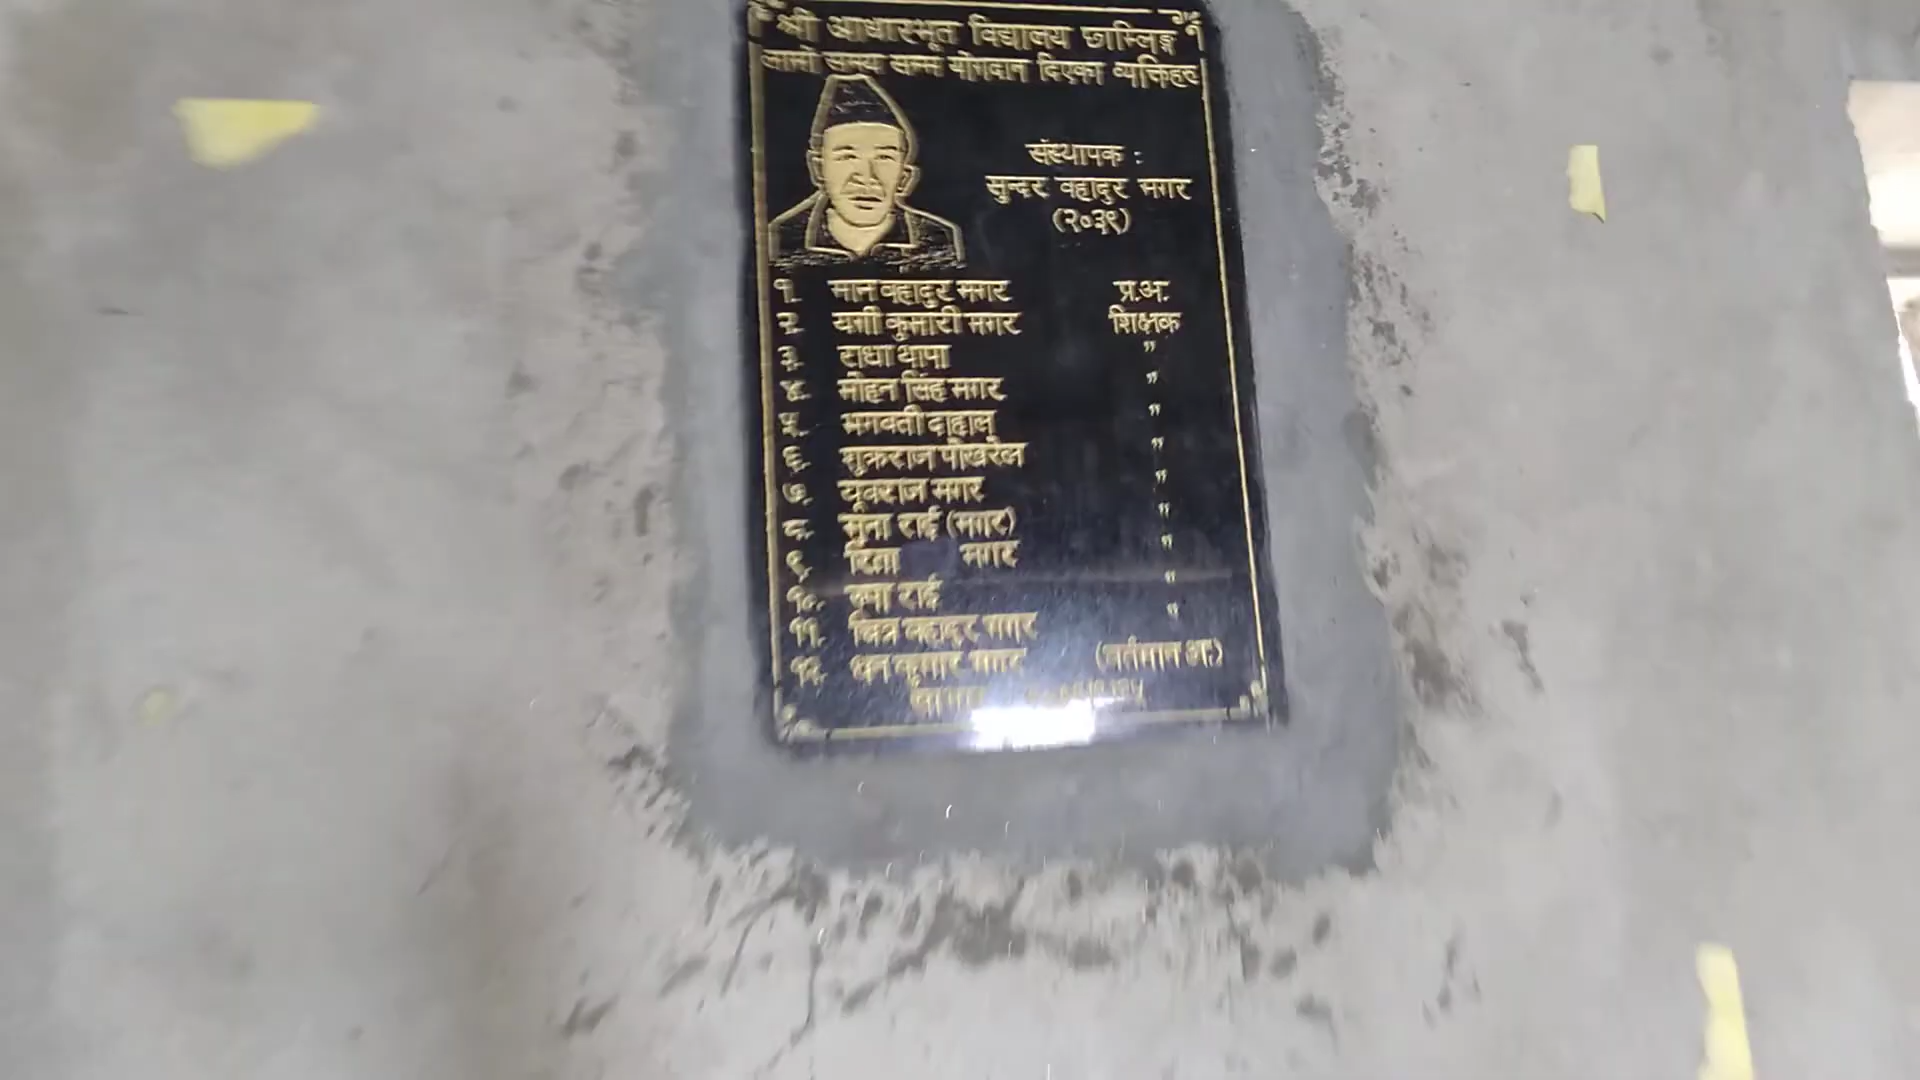 श्री आधारभूत विद्यालय छाम्लिङ्ग
लामो समय सम्म योगदान दिएका व्यक्तिहरु
संस्थापक :
सुन्दर वहादुर मगर
(२०३९)
१. मान वहादुर मगर प्र.अ.
२. यगी कुमारी मगर शिक्षक
३. राधा थापा "
४. मोहन सिंह मगर "
५. भगवती दाहाल "
६. शुक्रराज पोखरेल "
७. यूवराज मगर "
८. मुना राई (मगर) "
९. रिता मगर "
१०. रुपा राई "
११. चित्र वहादुर मगर "
१२. धन कुमार मगर (वर्तमान अ.)